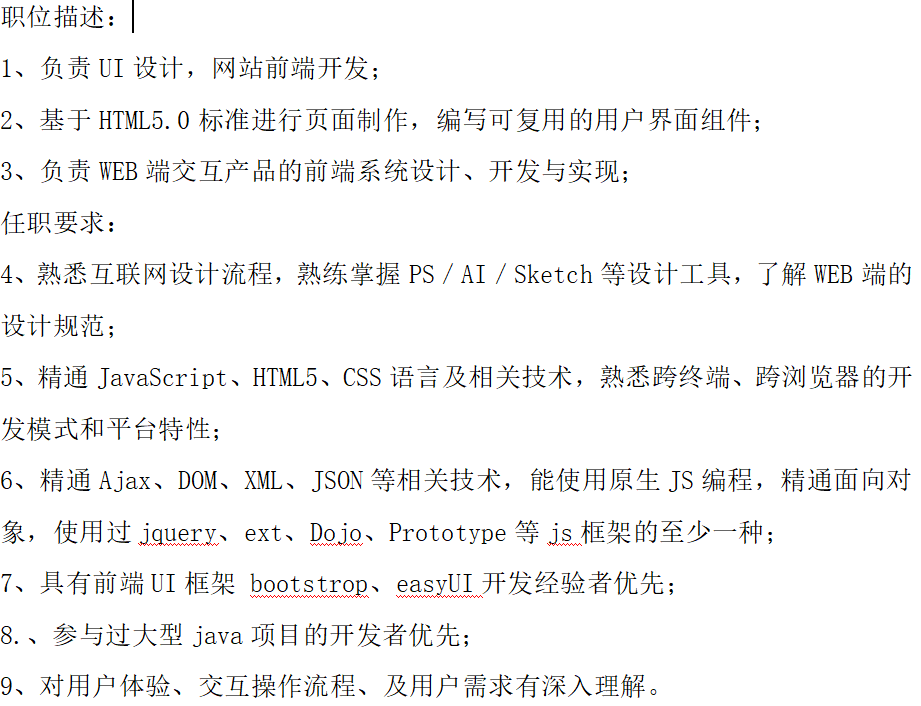 职位描述：
1、负责 UI 设计，网站前端开发；
2、基于 HTML5.0 标准进行页面制作，编写可复用的用户界面组件；
3、负责 WEB 端交互产品的前端系统设计、开发与实现；
任职要求：
4、熟悉互联网设计流程，熟练掌握 PS／AI／Sketch 等设计工具，了解 WEB 端的
设计规范；
5、精通 JavaScript、HTML5、CSS 语言及相关技术，熟悉跨终端、跨浏览器的开
发模式和平台特性；
6、精通 Ajax、DOM、XML、JSON 等相关技术，能使用原生 JS 编程，精通面向对
象，使用过 jquery、ext、Dojo、Prototype 等 js 框架的至少一种；
7、具有前端 UI 框架 bootstrop、easyUI 开发经验者优先；
8.、参与过大型 java 项目的开发者优先；
9、对用户体验、交互操作流程、及用户需求有深入理解。